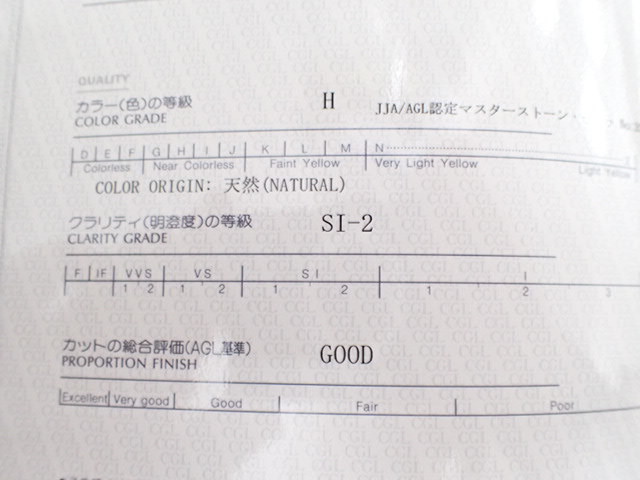 QUALITY
カラー(色)の等級 H JJA/AGL認定マスターストーン
COLOR GRADE
D E F G H I J K L M N
Colorless Near Colorless Faint Yellow Very Light Yellow Light Yellow
COLOR ORIGIN: 天然(NATURAL)
クラリティ(明澄度)の等級 SI-2
CLARITY GRADE
F IF VVS VS SI I
1 2 1 2 1 2 1 2 3
カットの総合評価(AGL基準) GOOD
PROPORTION FINISH
Excellent Very good Good Fair Poor